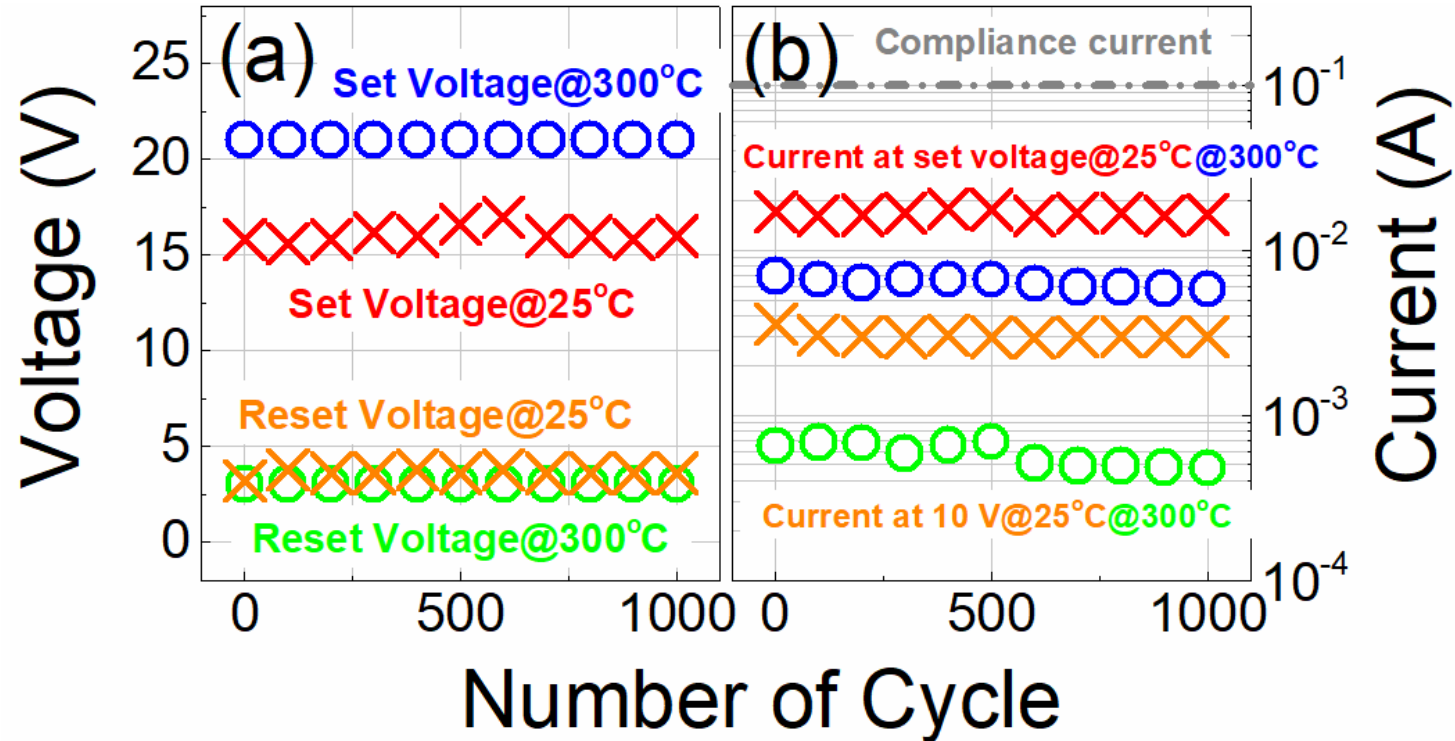 (a)
Set Voltage@300°C
Set Voltage@25°C
Reset Voltage@25°C
Reset Voltage@300°C
Voltage (V)
25
20
15
10
5
0
0 500 1000
(b)
Compliance current
Current at set voltage@25°C@300°C
Current at 10 V@25°C@300°C
10⁻¹
10⁻²
10⁻³
10⁻⁴
Current (A)
0 500 1000
Number of Cycle